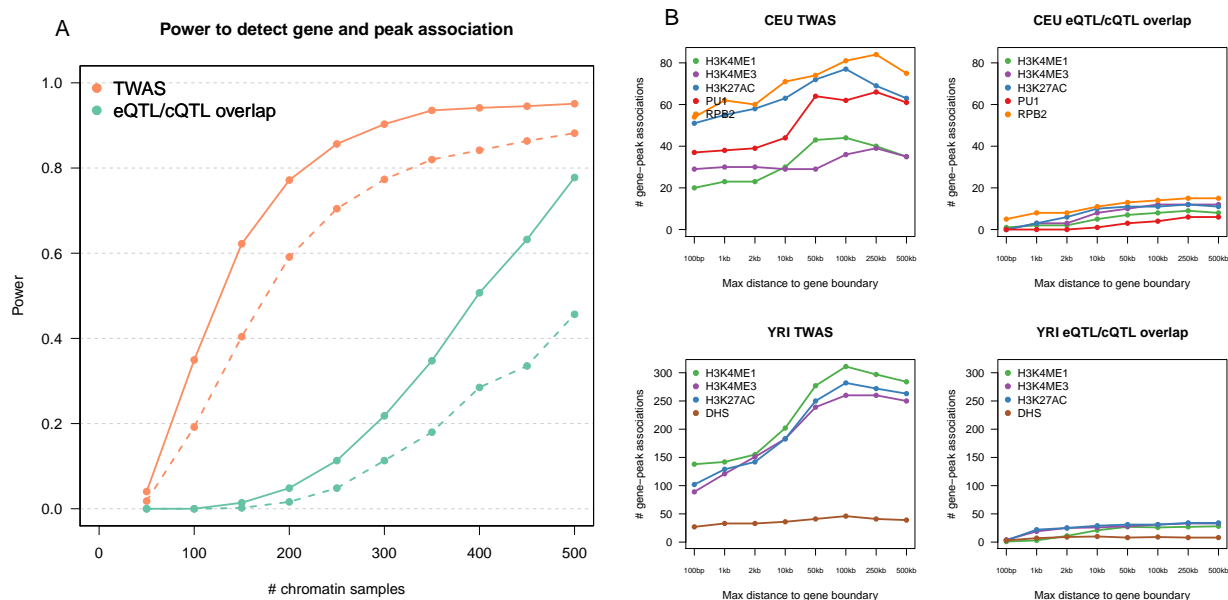 A
Power to detect gene and peak association
TWAS
eQTL/cQTL overlap
1.0
0.8
0.6
0.4
0.2
0.0
Power
0 100 200 300 400 500
# chromatin samples
B
CEU TWAS
H3K4ME1
H3K4ME3
H3K27AC
PU1
RPB2
80
60
40
20
0
# gene−peak associations
100bp 1kb 2kb 10kb 50kb 100kb 250kb 500kb
Max distance to gene boundary
CEU eQTL/cQTL overlap
H3K4ME1
H3K4ME3
H3K27AC
PU1
RPB2
80
60
40
20
0
# gene−peak associations
100bp 1kb 2kb 10kb 50kb 100kb 250kb 500kb
Max distance to gene boundary
YRI TWAS
H3K4ME1
H3K4ME3
H3K27AC
DHS
300
250
200
150
100
50
0
# gene−peak associations
100bp 1kb 2kb 10kb 50kb 100kb 250kb 500kb
Max distance to gene boundary
YRI eQTL/cQTL overlap
H3K4ME1
H3K4ME3
H3K27AC
DHS
300
250
200
150
100
50
0
# gene−peak associations
100bp 1kb 2kb 10kb 50kb 100kb 250kb 500kb
Max distance to gene boundary